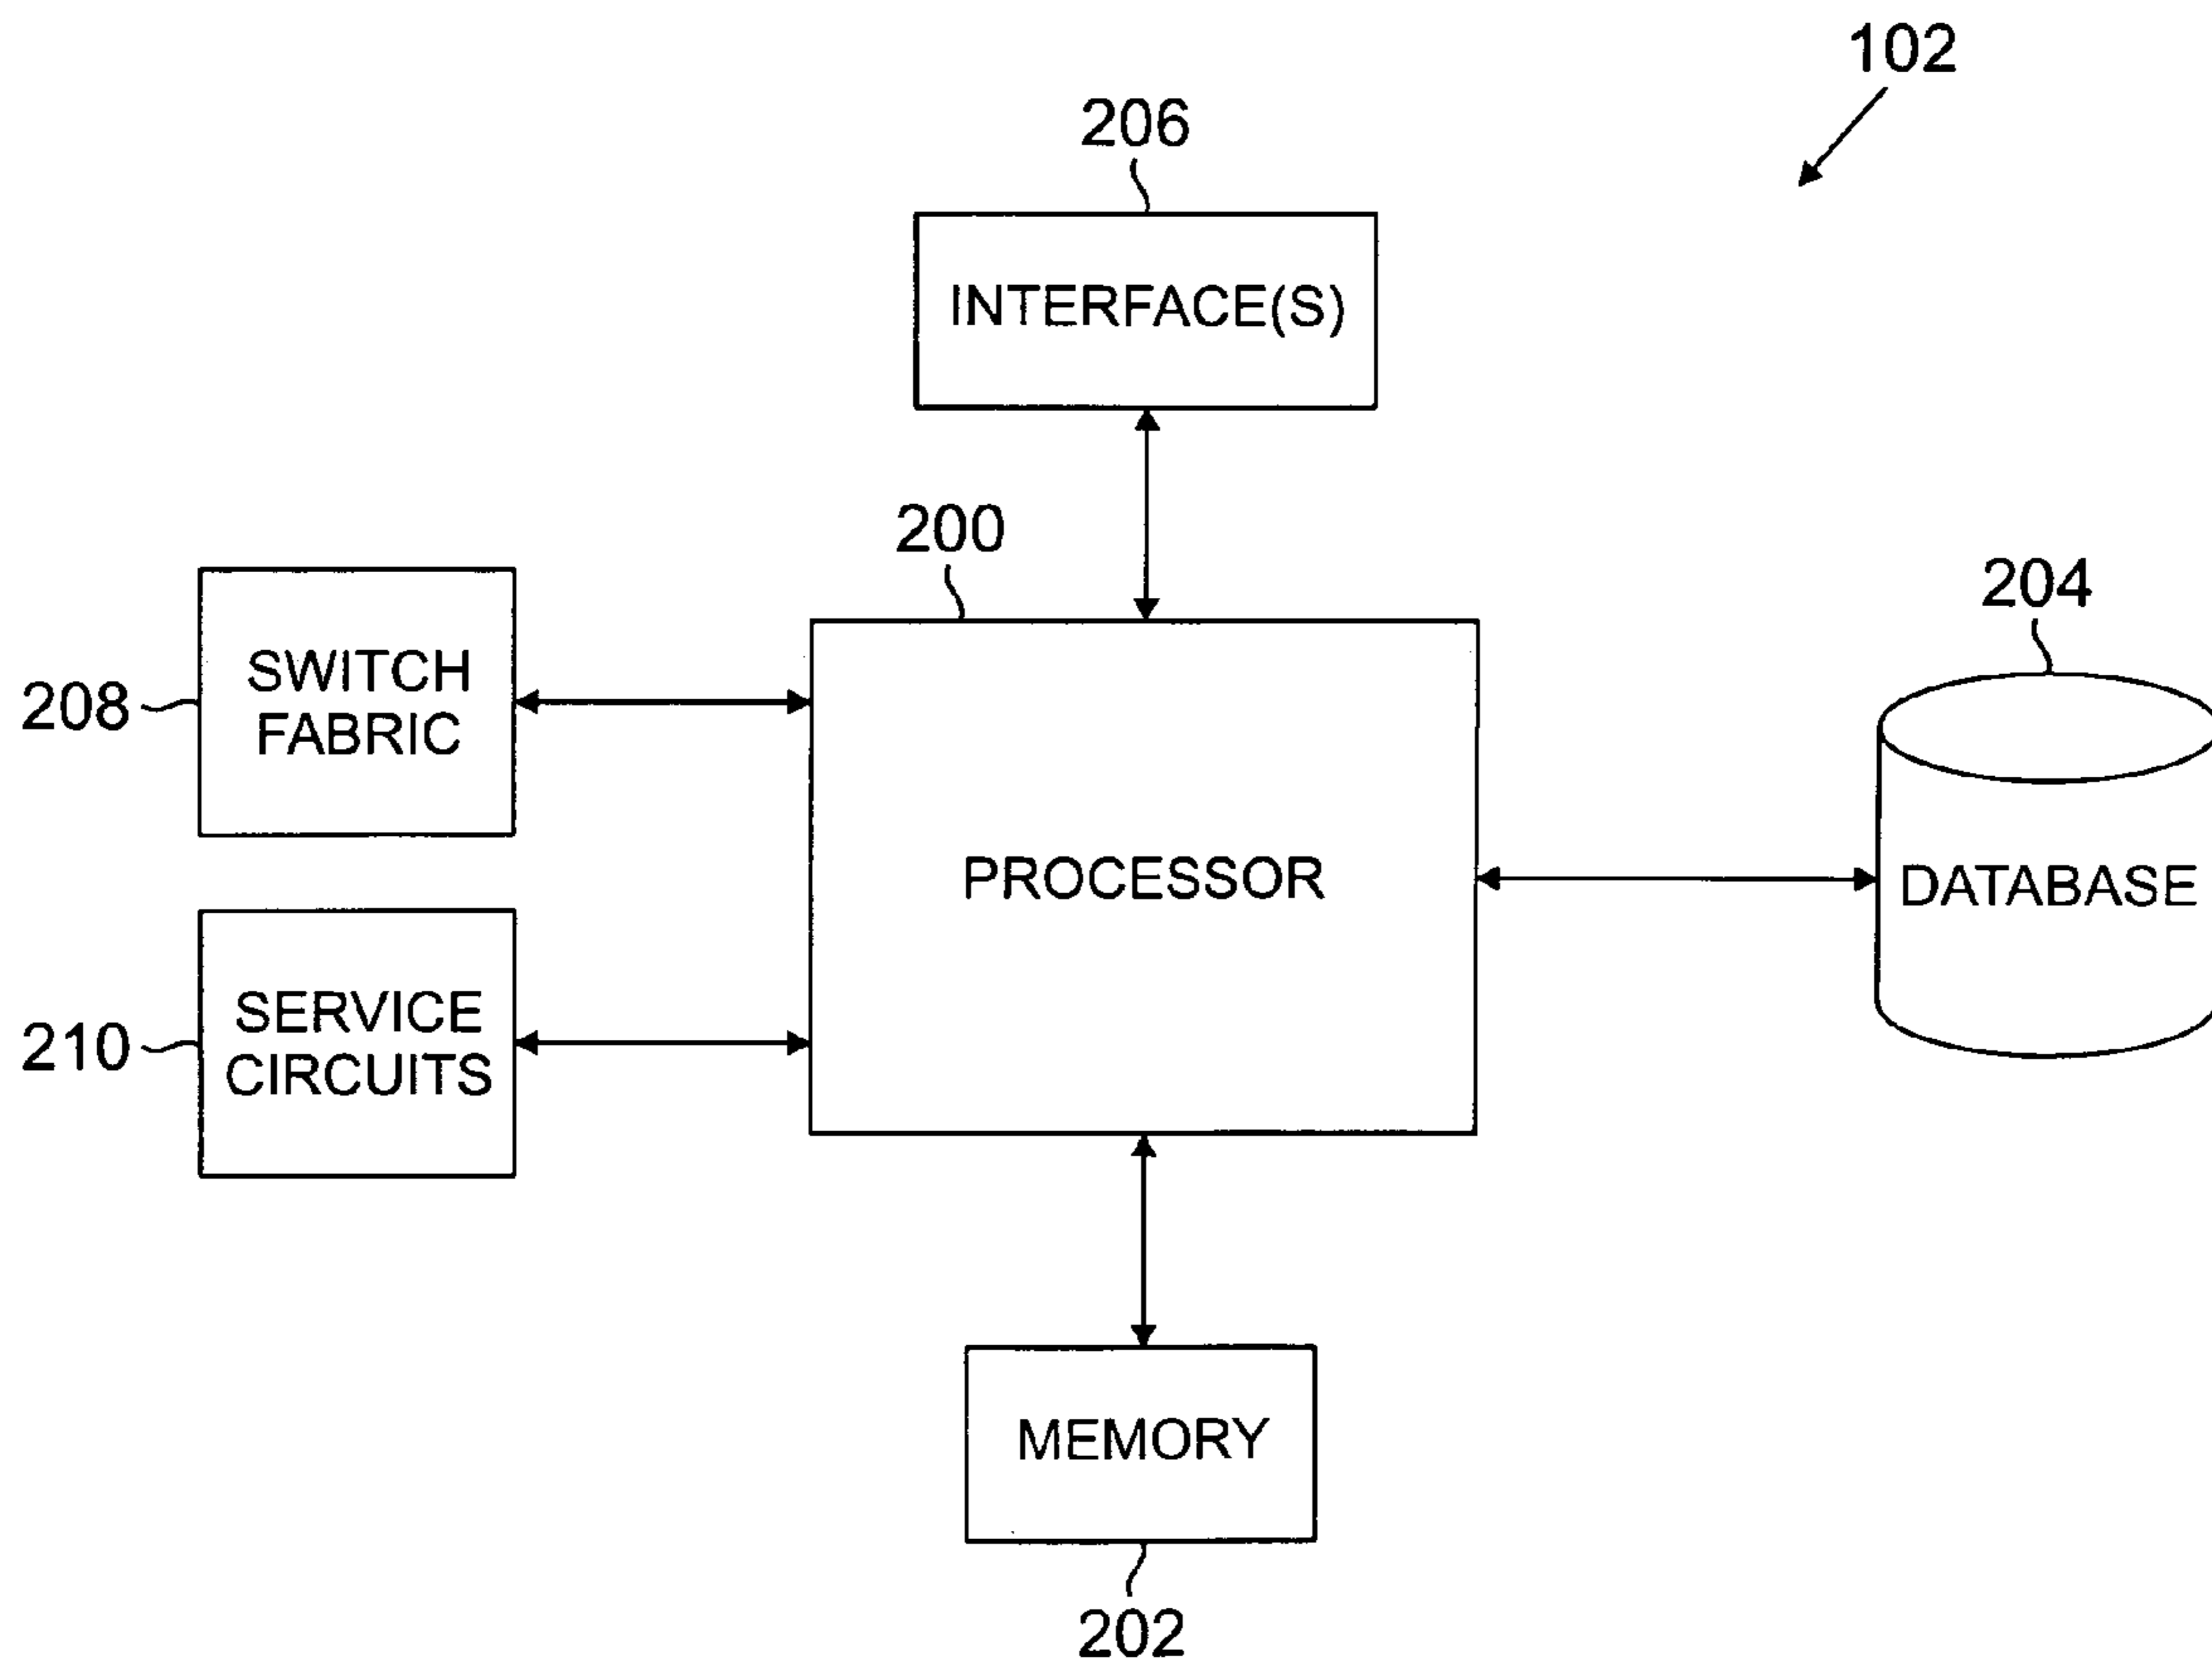 102
206
INTERFACE(S)
200
204
SWITCH
FABRIC
208
PROCESSOR
DATABASE
SERVICE
CIRCUITS
210
MEMORY
202